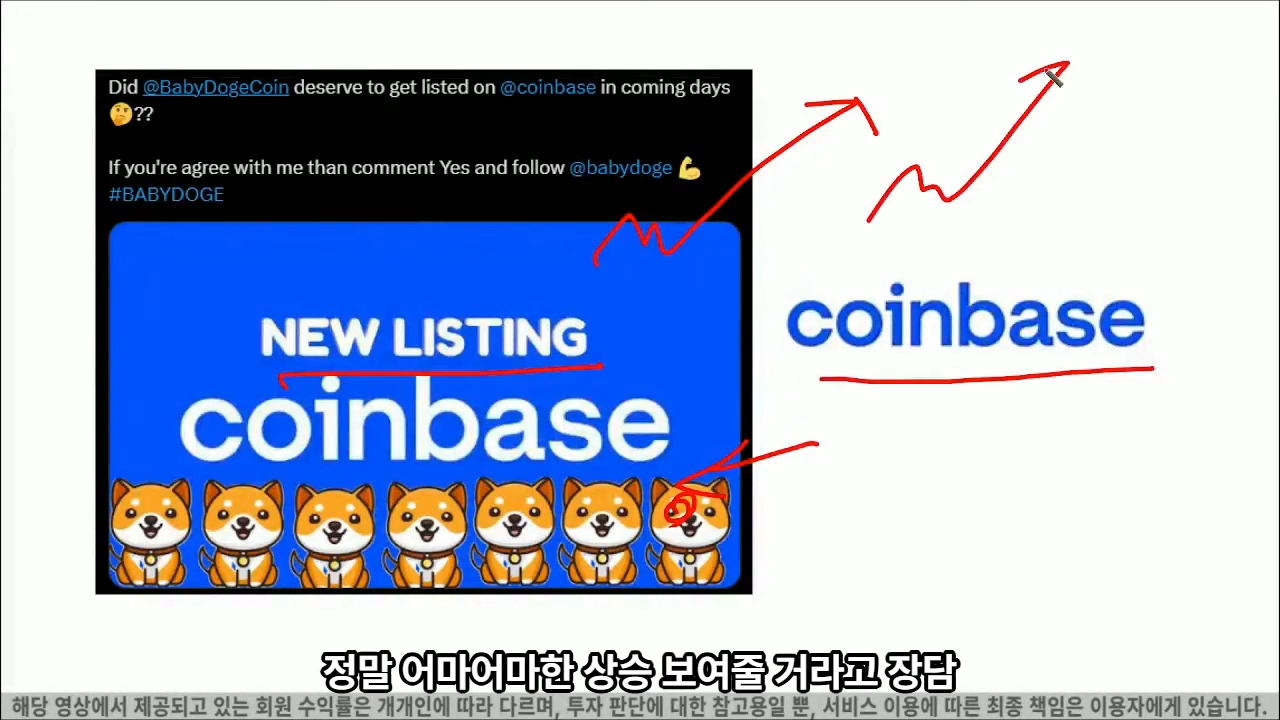 Did @BabyDogeCoin deserve to get listed on @coinbase in coming days
🤔??
If you're agree with me than comment Yes and follow @babydoge 💪
#BABYDOGE
NEW LISTING
coinbase
coinbase
정말 어마어마한 상승 보여줄 거라고 장담
해당 영상에서 제공되고 있는 회원 수익률은 개개인에 따라 다르며, 투자 판단에 대한 참고용일 뿐, 서비스 이용에 따른 최종 책임은 이용자에게 있습니다.